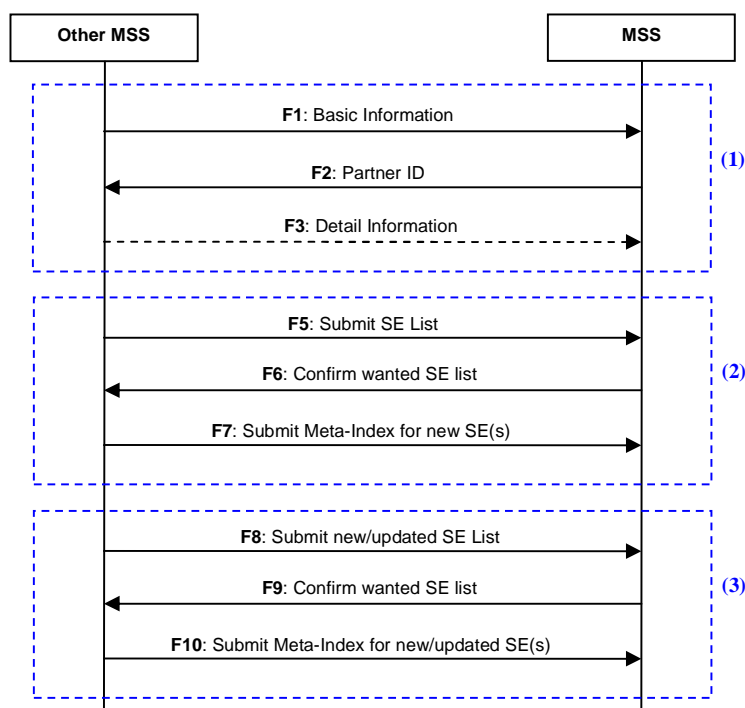 Other MSS
MSS
F1: Basic Information
(1)
F2: Partner ID
F3: Detail Information
F5: Submit SE List
F6: Confirm wanted SE list
(2)
F7: Submit Meta-Index for new SE(s)
F8: Submit new/updated SE List
F9: Confirm wanted SE list
(3)
F10: Submit Meta-Index for new/updated SE(s)